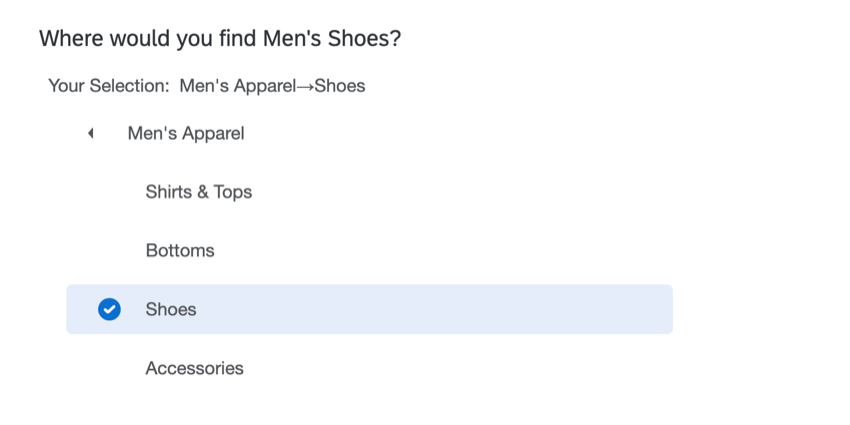 Where would you find Men's Shoes?
Your Selection: Men's Apparel→Shoes
Men's Apparel
Shirts & Tops
Bottoms
Shoes
Accessories